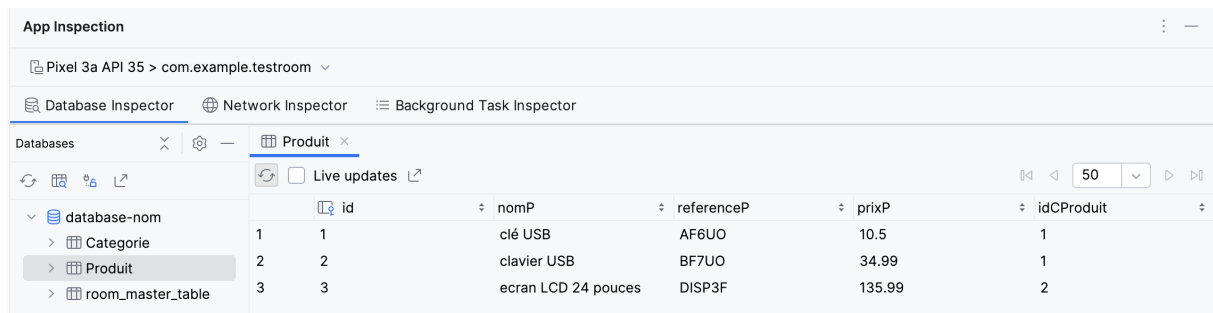 App Inspection
Pixel 3a API 35 > com.example.testroom
Database Inspector Network Inspector Background Task Inspector
Databases Produit
Live updates 50
id nomP referenceP prixP idCProduit
database-nom
1 1 clé USB AF6UO 10.5 1
Categorie
2 2 clavier USB BF7UO 34.99 1
Produit
3 3 ecran LCD 24 pouces DISP3F 135.99 2
room_master_table